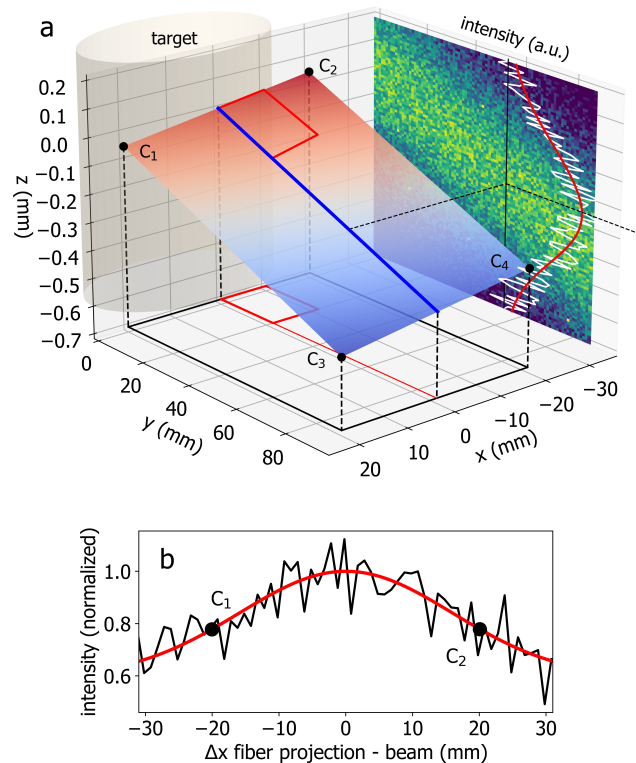 a
target
intensity (a.u.)
C₂
C₁
C₄
C₃
0.2
0.1
0.0
−0.1
−0.2
−0.3
−0.4
−0.5
−0.6
−0.7
z (mm)
0
20
40
60
80
y (mm)
20
10
0
−10
−20
−30
x (mm)
b
C₁
C₂
1.0
0.8
0.6
intensity (normalized)
−30
−20
−10
0
10
20
30
Δx fiber projection - beam (mm)